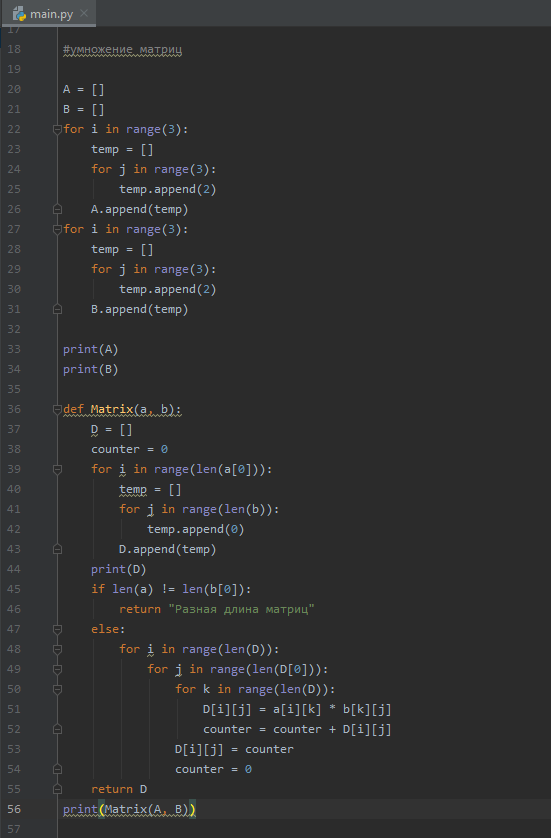 main.py
17
18 #умножение матриц
19
20 A = []
21 B = []
22 for i in range(3):
23     temp = []
24     for j in range(3):
25         temp.append(2)
26     A.append(temp)
27 for i in range(3):
28     temp = []
29     for j in range(3):
30         temp.append(2)
31     B.append(temp)
32
33 print(A)
34 print(B)
35
36 def Matrix(a, b):
37     D = []
38     counter = 0
39     for i in range(len(a[0])):
40         temp = []
41         for j in range(len(b)):
42             temp.append(0)
43         D.append(temp)
44     print(D)
45     if len(a) != len(b[0]):
46         return "Разная длина матриц"
47     else:
48         for i in range(len(D)):
49             for j in range(len(D[0])):
50                 for k in range(len(D)):
51                     D[i][j] = a[i][k] * b[k][j]
52                     counter = counter + D[i][j]
53                 D[i][j] = counter
54                 counter = 0
55     return D
56 print(Matrix(A, B))
57